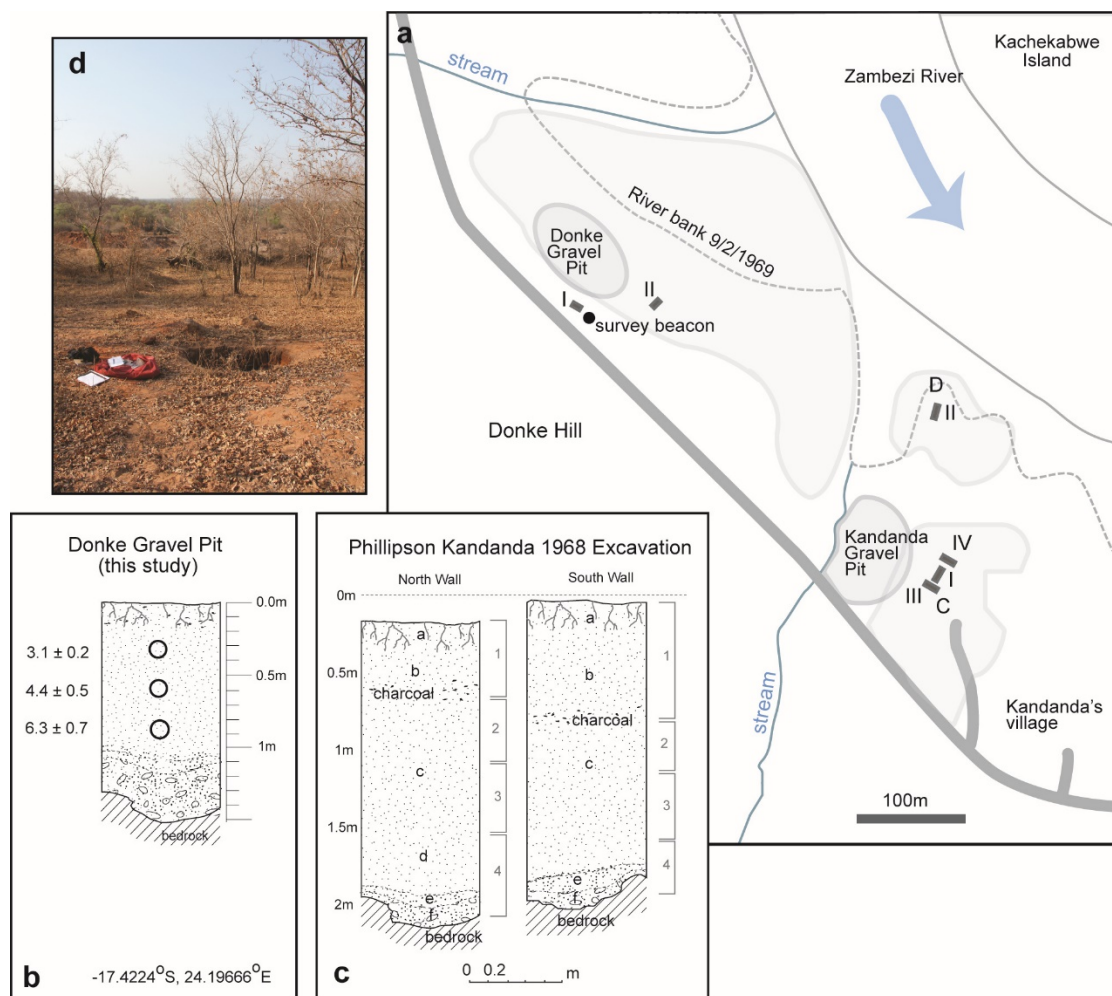 d
a
stream
Kachekabwe
Island
Zambezi River
River bank 9/2/1969
Donke
Gravel
Pit
II
I
survey beacon
Donke Hill
D
II
Kandanda
Gravel
Pit
IV
I
III
C
stream
Kandanda's
village
100m
Donke Gravel Pit
(this study)
0.0m
3.1 ± 0.2
0.5m
4.4 ± 0.5
6.3 ± 0.7
1m
bedrock
b
-17.4224°S, 24.19666°E
Phillipson Kandanda 1968 Excavation
North Wall
South Wall
0m
a
a
1
1
0.5m
b
b
charcoal
charcoal
2
2
1m
c
c
3
3
1.5m
d
4
4
e
e
f
f
2m
bedrock
bedrock
c
0 0.2
m